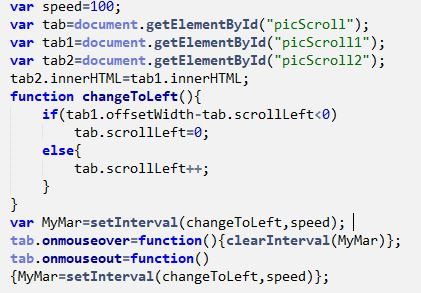 var speed=100;
var tab=document.getElementById("picScroll");
var tab1=document.getElementById("picScroll1");
var tab2=document.getElementById("picScroll2");
tab2.innerHTML=tab1.innerHTML;
function changeToLeft(){
    if(tab1.offsetWidth-tab.scrollLeft<0)
        tab.scrollLeft=0;
    else{
        tab.scrollLeft++;
    }
}
var MyMar=setInterval(changeToLeft,speed);
tab.onmouseover=function(){clearInterval(MyMar)};
tab.onmouseout=function()
{MyMar=setInterval(changeToLeft,speed)};